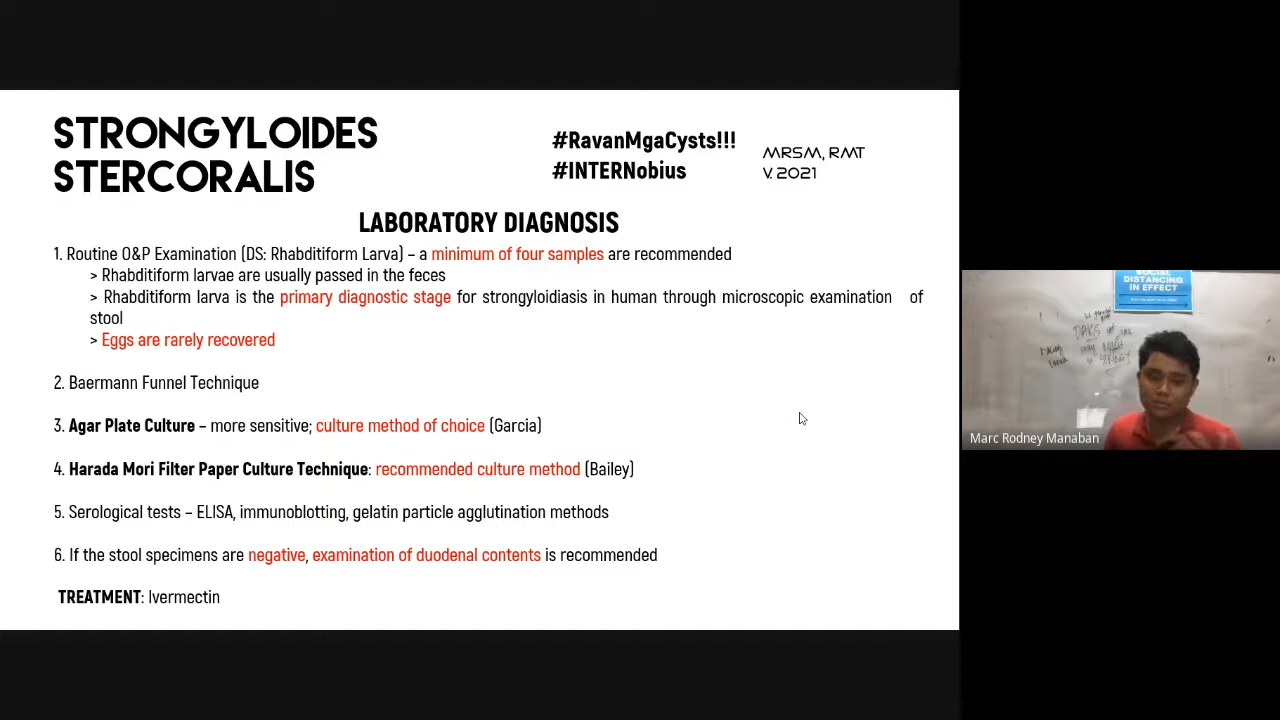 STRONGYLOIDES
STERCORALIS
#RavanMgaCysts!!!
#INTERNobius
MRSM, RMT
V. 2021
LABORATORY DIAGNOSIS
1. Routine O&P Examination (DS: Rhabditiform Larva) – a minimum of four samples are recommended
> Rhabditiform larvae are usually passed in the feces
> Rhabditiform larva is the primary diagnostic stage for strongyloidiasis in human through microscopic examination of
stool
> Eggs are rarely recovered
2. Baermann Funnel Technique
3. Agar Plate Culture – more sensitive; culture method of choice (Garcia)
4. Harada Mori Filter Paper Culture Technique: recommended culture method (Bailey)
5. Serological tests – ELISA, immunoblotting, gelatin particle agglutination methods
6. If the stool specimens are negative, examination of duodenal contents is recommended
TREATMENT: Ivermectin
SOCIAL
DISTANCING
IN EFFECT
Marc Rodney Manaban